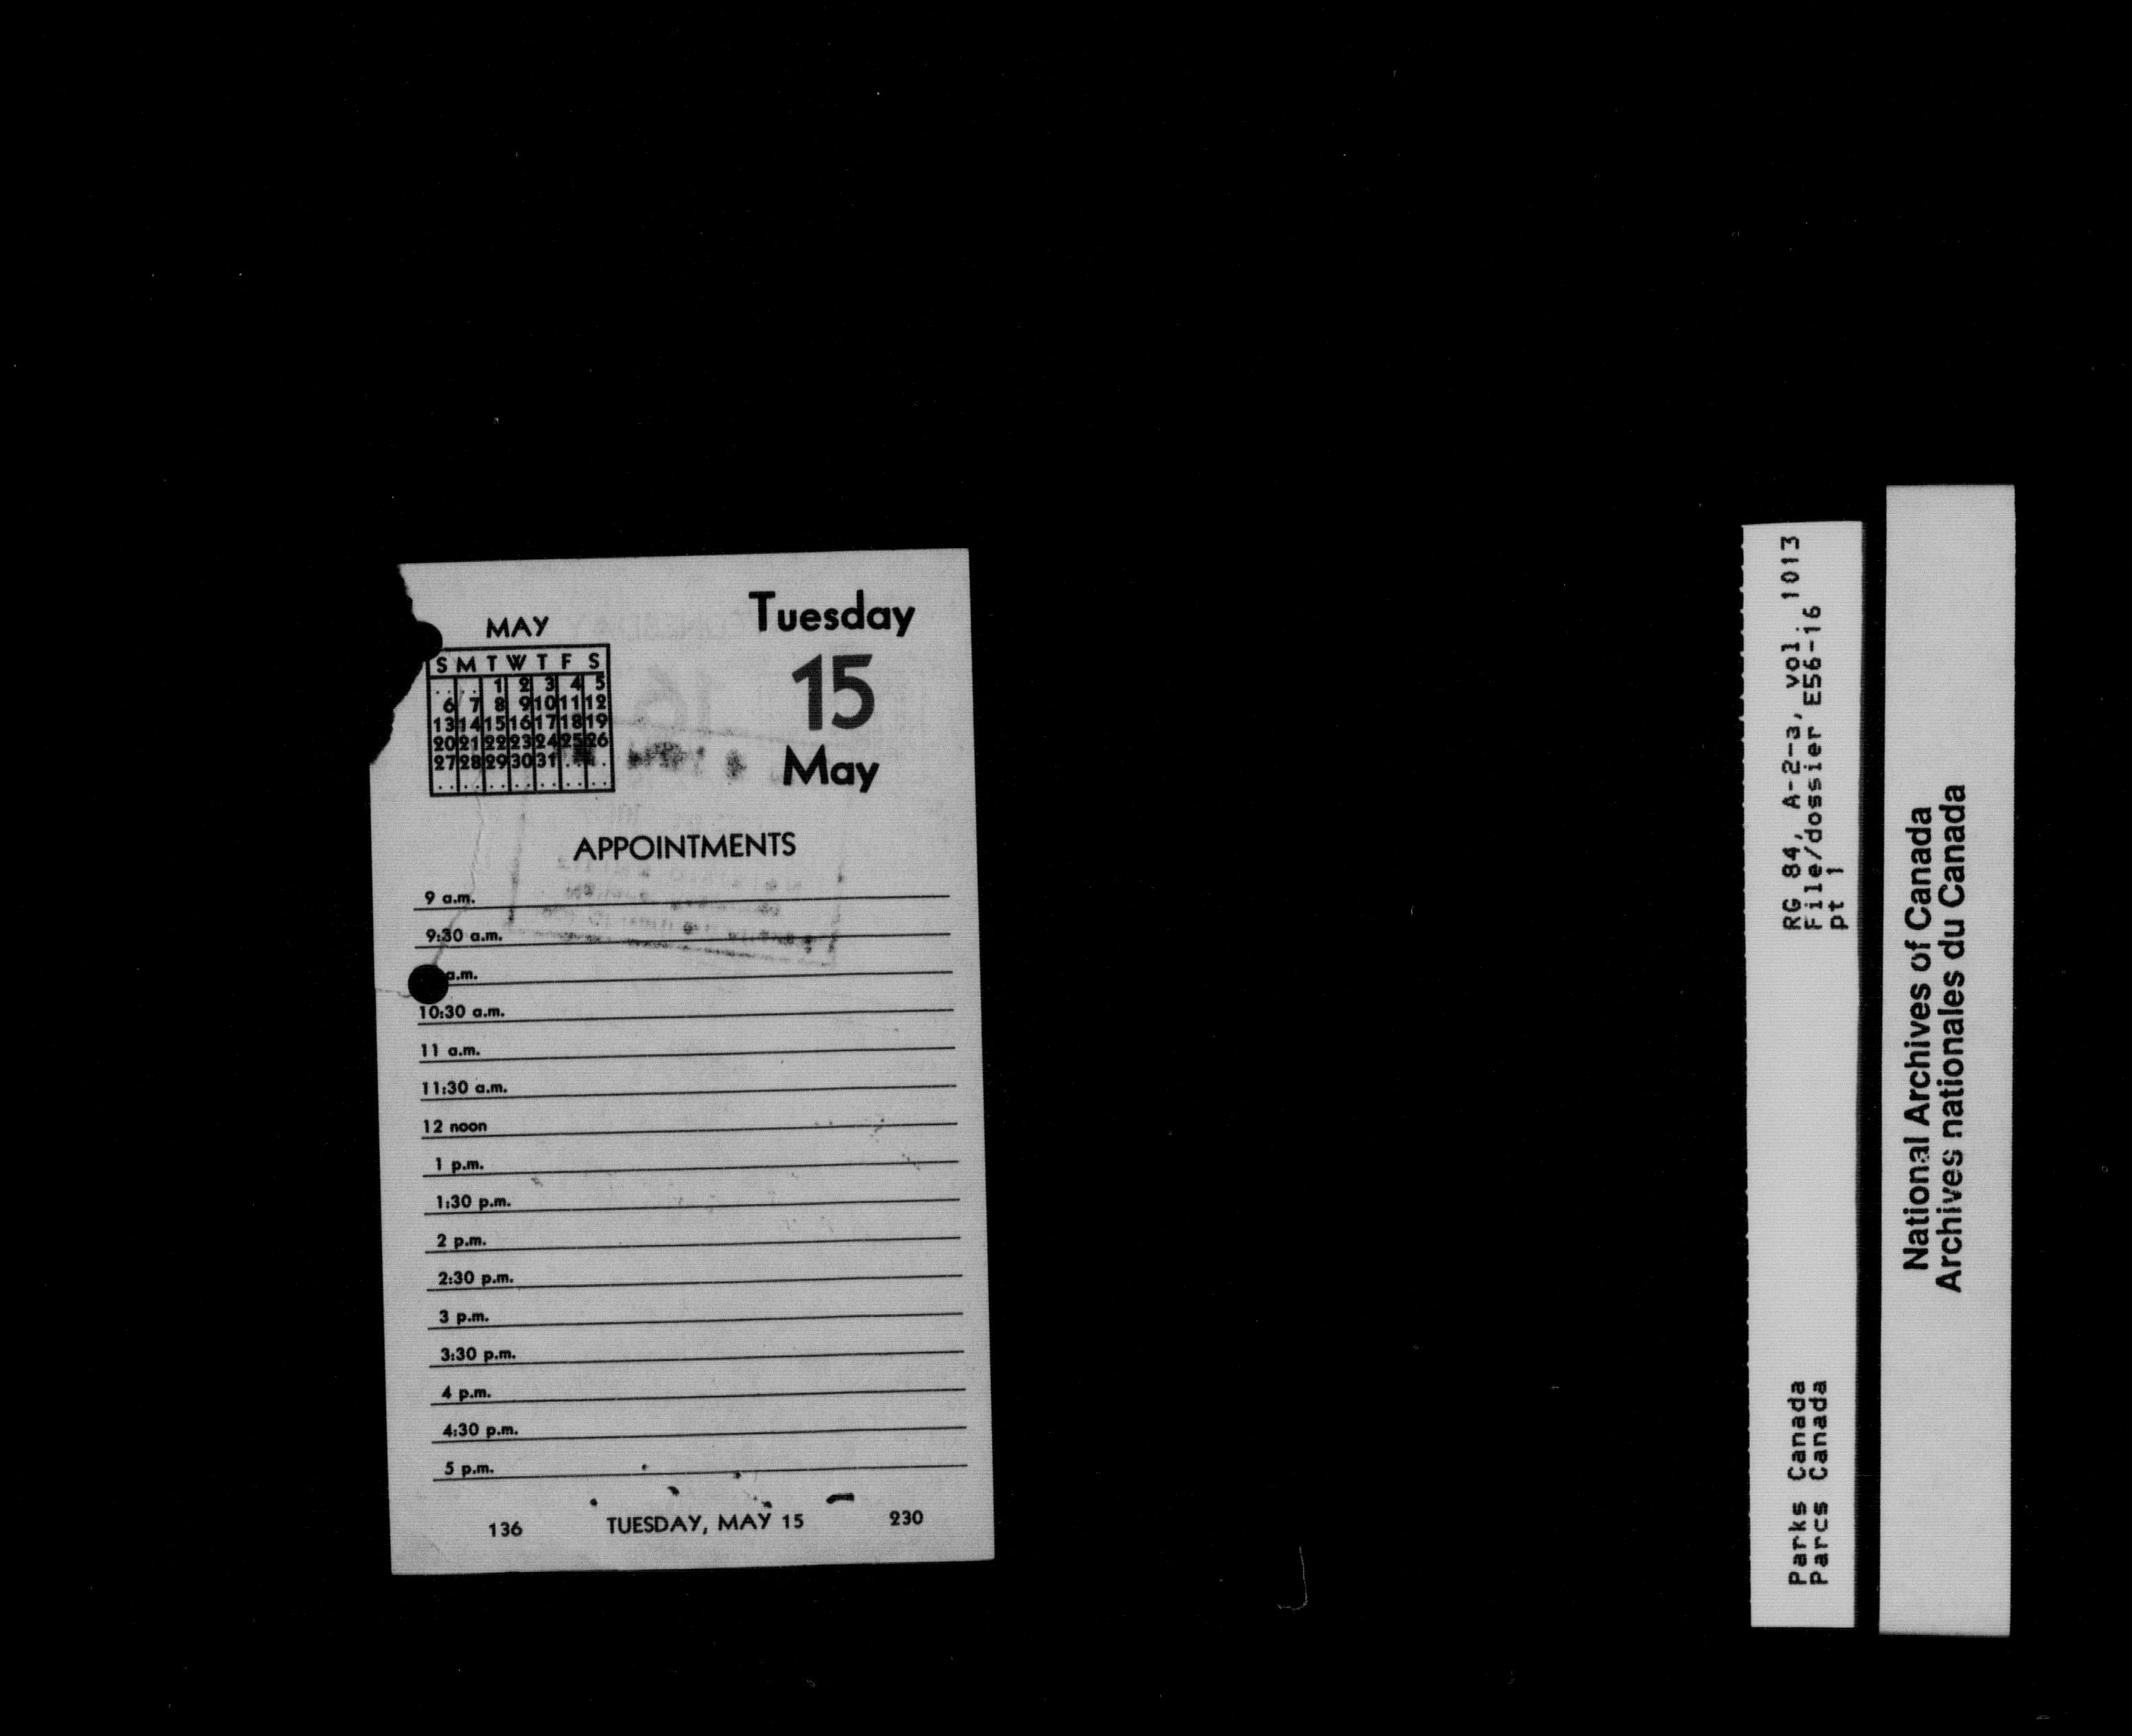 MAY
S M T W T F S
. . . . 1 2 3 4 5
6 7 8 9 10 11 12
13 14 15 16 17 18 19
20 21 22 23 24 25 26
27 28 29 30 31 . . . .
. . . . . . . . . . . . . .
Tuesday
15
May
APPOINTMENTS
9 a.m.
9:30 a.m.
a.m.
10:30 a.m.
11 a.m.
11:30 a.m.
12 noon
1 p.m.
1:30 p.m.
2 p.m.
2:30 p.m.
3 p.m.
3:30 p.m.
4 p.m.
4:30 p.m.
5 p.m.
136 TUESDAY, MAY 15 230
RG 84, A-2-a, vol. 1013
File/dossier E56-16
pt 1
Parks Canada
Parcs Canada
National Archives of Canada
Archives nationales du Canada